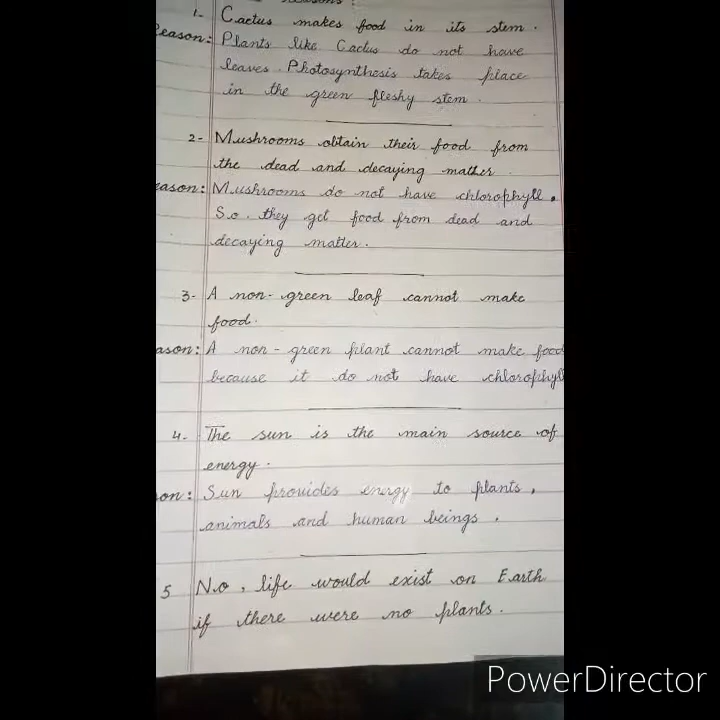 1- Cactus makes food in its stem.
Reason: Plants like Cactus do not have
leaves. Photosynthesis takes place
in the green fleshy stem.
2- Mushrooms obtain their food from
the dead and decaying matter.
eason: Mushrooms do not have chlorophyll.
So, they get food from dead and
decaying matter.
3- A non-green leaf cannot make
food.
ason: A non-green plant cannot make food
because it do not have chlorophyll
4- The sun is the main source of
energy.
on: Sun provides energy to plants,
animals and human beings.
5 No, life would exist on Earth
if there were no plants.
PowerDirector